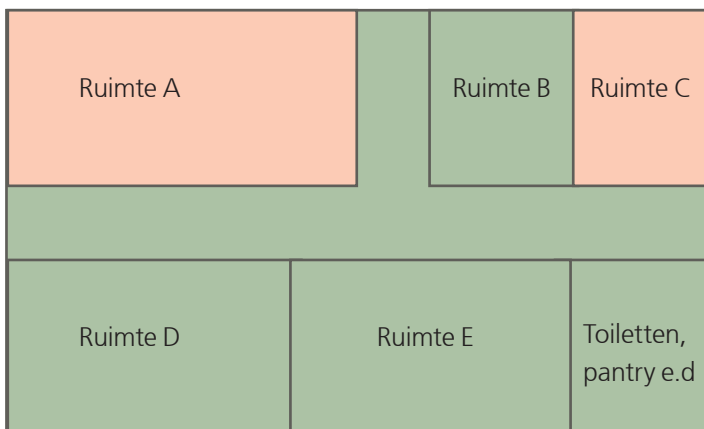 Ruimte A
Ruimte B
Ruimte C
Ruimte D
Ruimte E
Toiletten,
pantry e.d